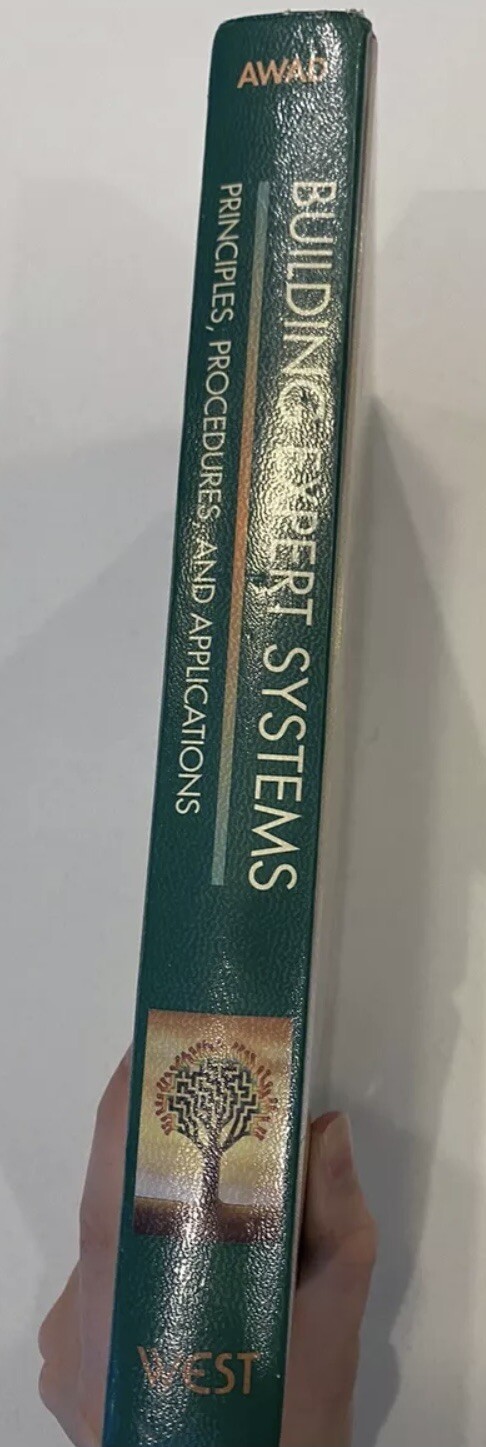 AWAD
BUILDING EXPERT SYSTEMS
PRINCIPLES, PROCEDURES, AND APPLICATIONS
WEST